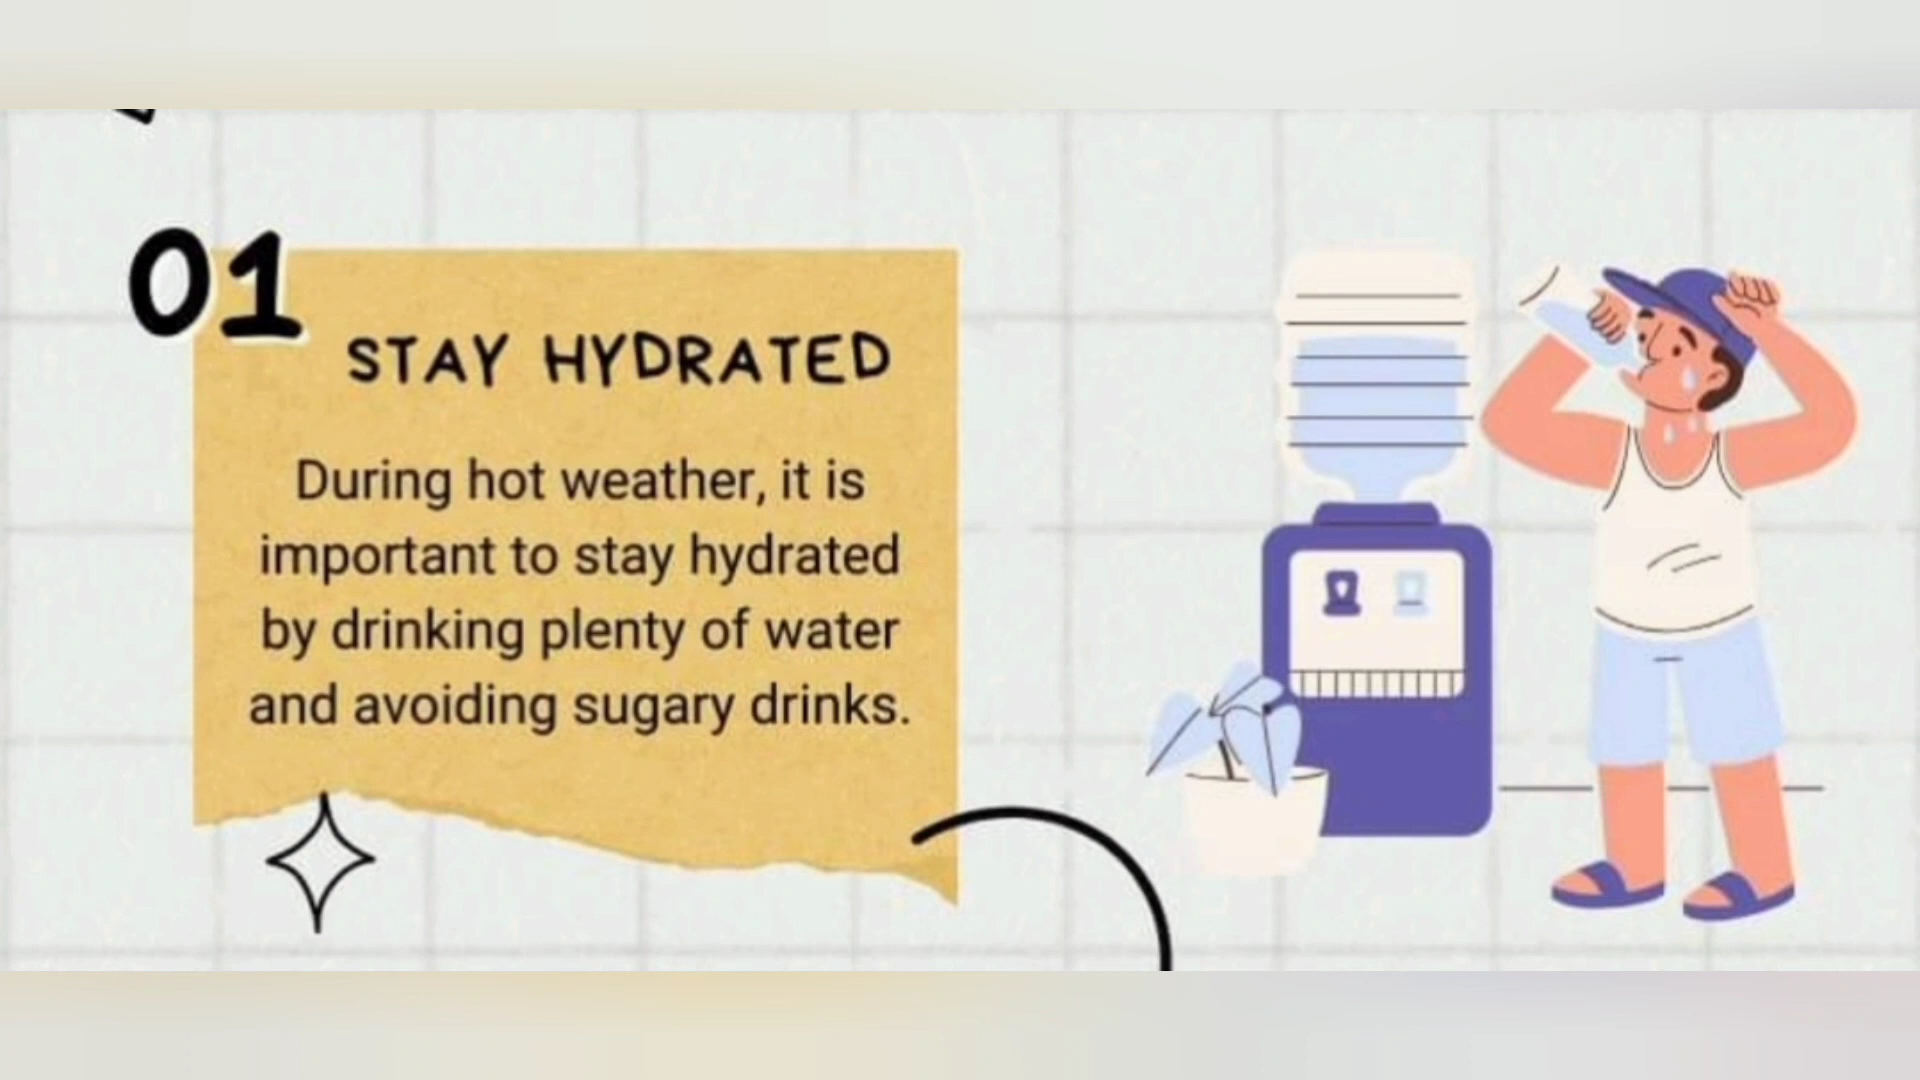 01
STAY HYDRATED
During hot weather, it is
important to stay hydrated
by drinking plenty of water
and avoiding sugary drinks.